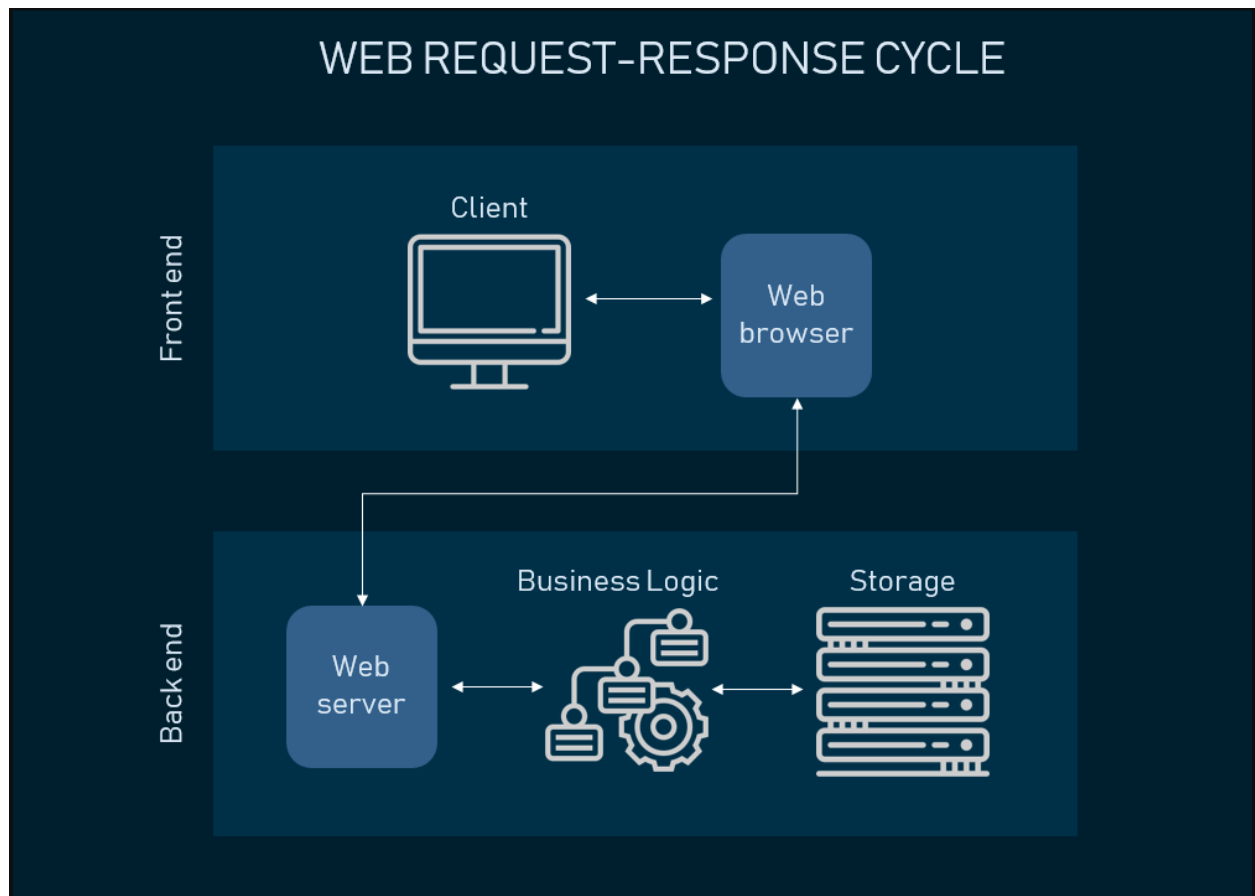 WEB REQUEST-RESPONSE CYCLE
Front end
Client
Web
browser
Back end
Web
server
Business Logic
Storage